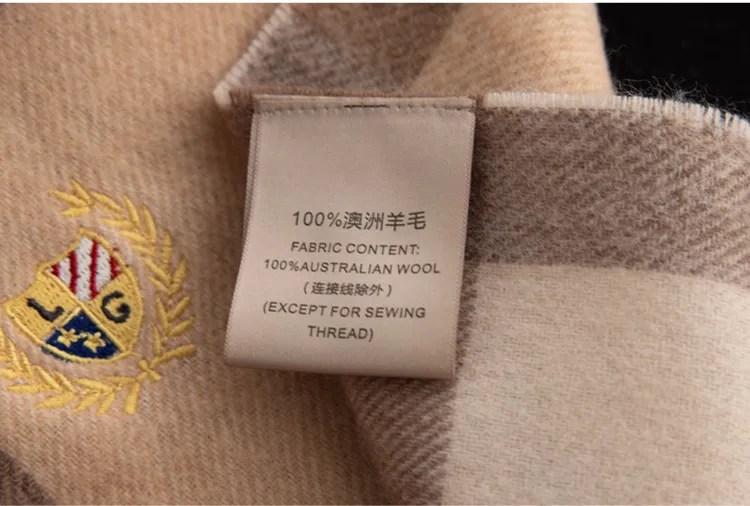 100%澳洲羊毛
FABRIC CONTENT:
100%AUSTRALIAN WOOL
(连接线除外)
(EXCEPT FOR SEWING
THREAD)
L G